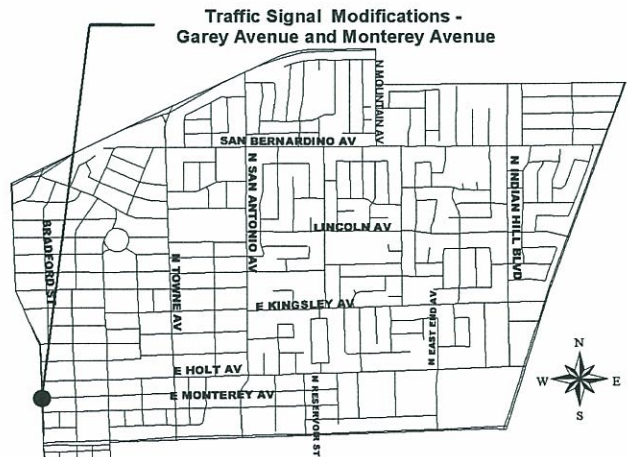 Traffic Signal Modifications -
Garey Avenue and Monterey Avenue
N MOUNTAIN AV
SAN BERNARDINO AV
N SAN ANTONIO AV
N INDIAN HILL BLVD
BRADFORD ST
LINCOLN AV
N TOWNE AV
E KINGSLEY AV
N EAST END AV
E HOLT AV
E MONTEREY AV
N RESERVOIR ST
N
W
E
S